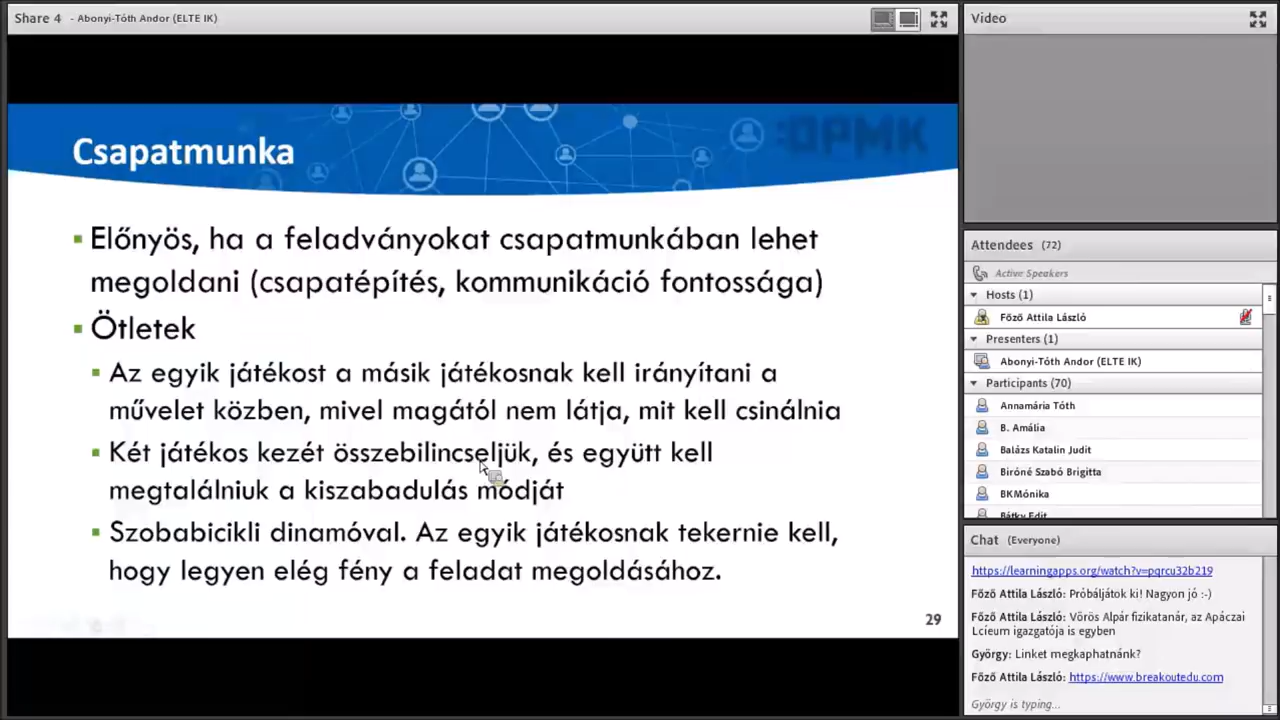 Share 4 - Abonyi-Tóth Andor (ELTE IK)
:OPMK
Csapatmunka
Előnyös, ha a feladványokat csapatmunkában lehet
megoldani (csapatépítés, kommunikáció fontossága)
Ötletek
Az egyik játékost a másik játékosnak kell irányítani a
művelet közben, mivel magától nem látja, mit kell csinálnia
Két játékos kezét összebilincseljük, és együtt kell
megtalálniuk a kiszabadulás módját
Szobabicikli dinamóval. Az egyik játékosnak tekernie kell,
hogy legyen elég fény a feladat megoldásához.
29
Video
Attendees (72)
Active Speakers
Hosts (1)
Főző Attila László
Presenters (1)
Abonyi-Tóth Andor (ELTE IK)
Participants (70)
Annamária Tóth
B. Amália
Balázs Katalin Judit
Biróné Szabó Brigitta
BKMónika
Bátky Edit
Chat (Everyone)
https://learningapps.org/watch?v=pqrcu32b219
Főző Attila László: Próbáljátok ki! Nagyon jó :-)
Főző Attila László: Vőrös Alpár fizikatanár, az Apáczai
Lcíeum igazgatója is egyben
György: Linket megkaphatnánk?
Főző Attila László: https://www.breakoutedu.com
György is typing...